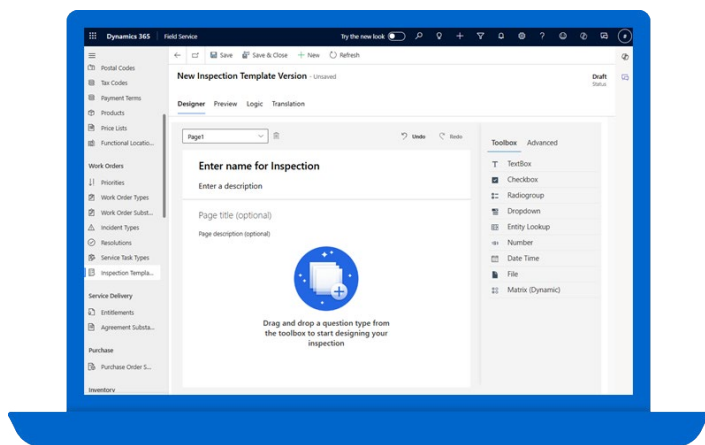 Dynamics 365 Field Service Try the new look
Save Save & Close + New Refresh
New Inspection Template Version - Unsaved
Draft
Status
Designer Preview Logic Translation
Postal Codes
Tax Codes
Payment Terms
Products
Price Lists
Functional Locatio...
Work Orders
Priorities
Work Order Types
Work Order Subst...
Incident Types
Resolutions
Service Task Types
Inspection Templa...
Service Delivery
Entitlements
Agreement Substa...
Purchase
Purchase Order S...
Inventory
Page1
Undo Redo
Enter name for Inspection
Enter a description
Page title (optional)
Page description (optional)
Drag and drop a question type from
the toolbox to start designing your
inspection
Toolbox Advanced
TextBox
Checkbox
Radiogroup
Dropdown
Entity Lookup
Number
Date Time
File
Matrix (Dynamic)